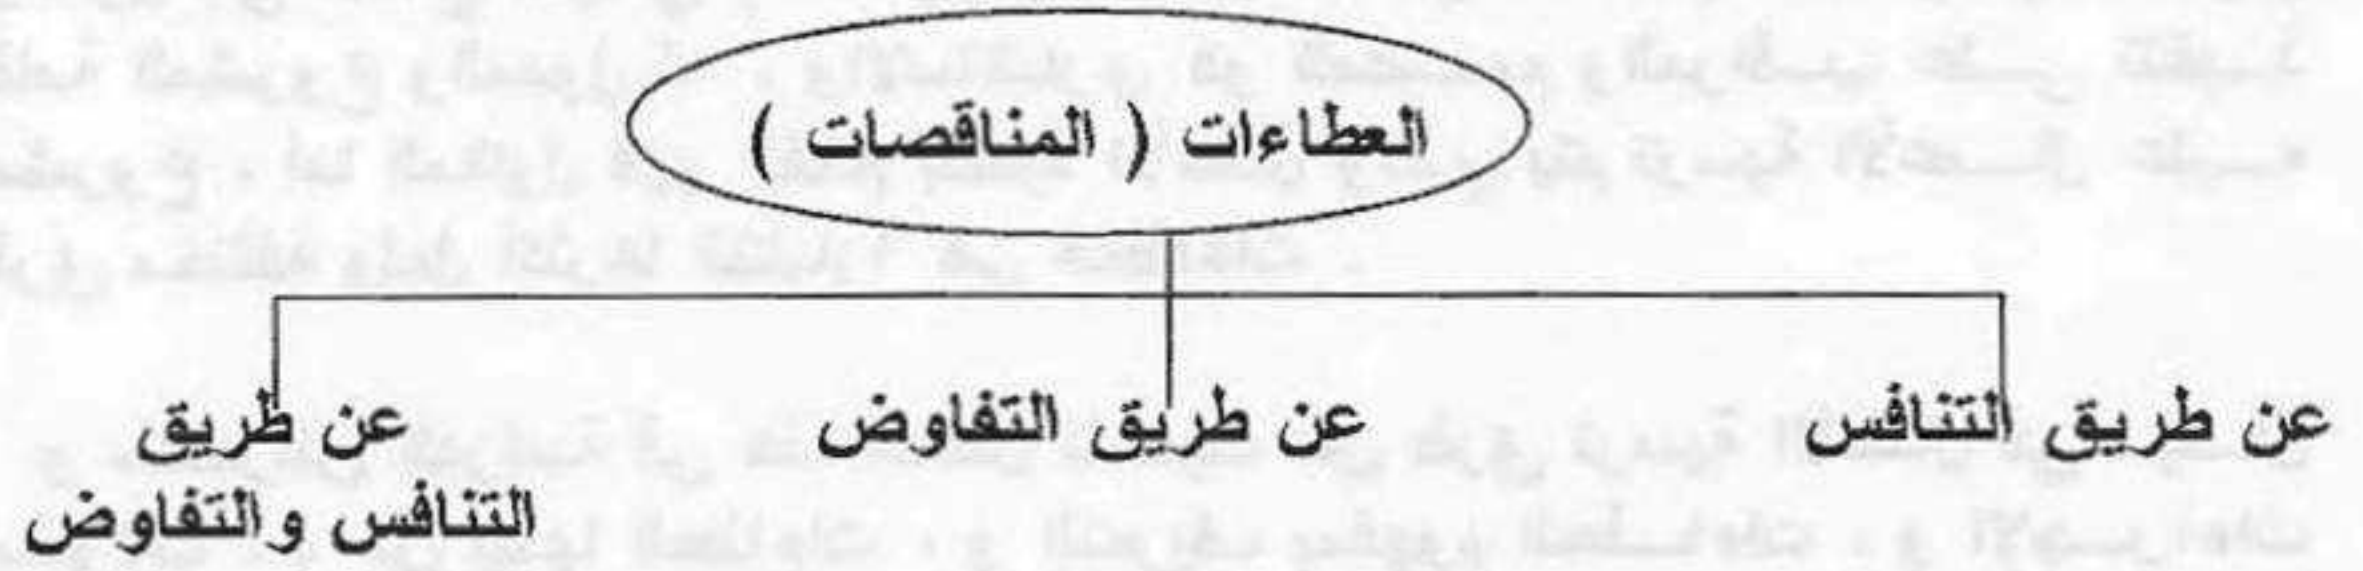 العطاءات ( المناقصات )
عن طريق التنافس
عن طريق التفاوض
عن طريق
التنافس والتفاوض